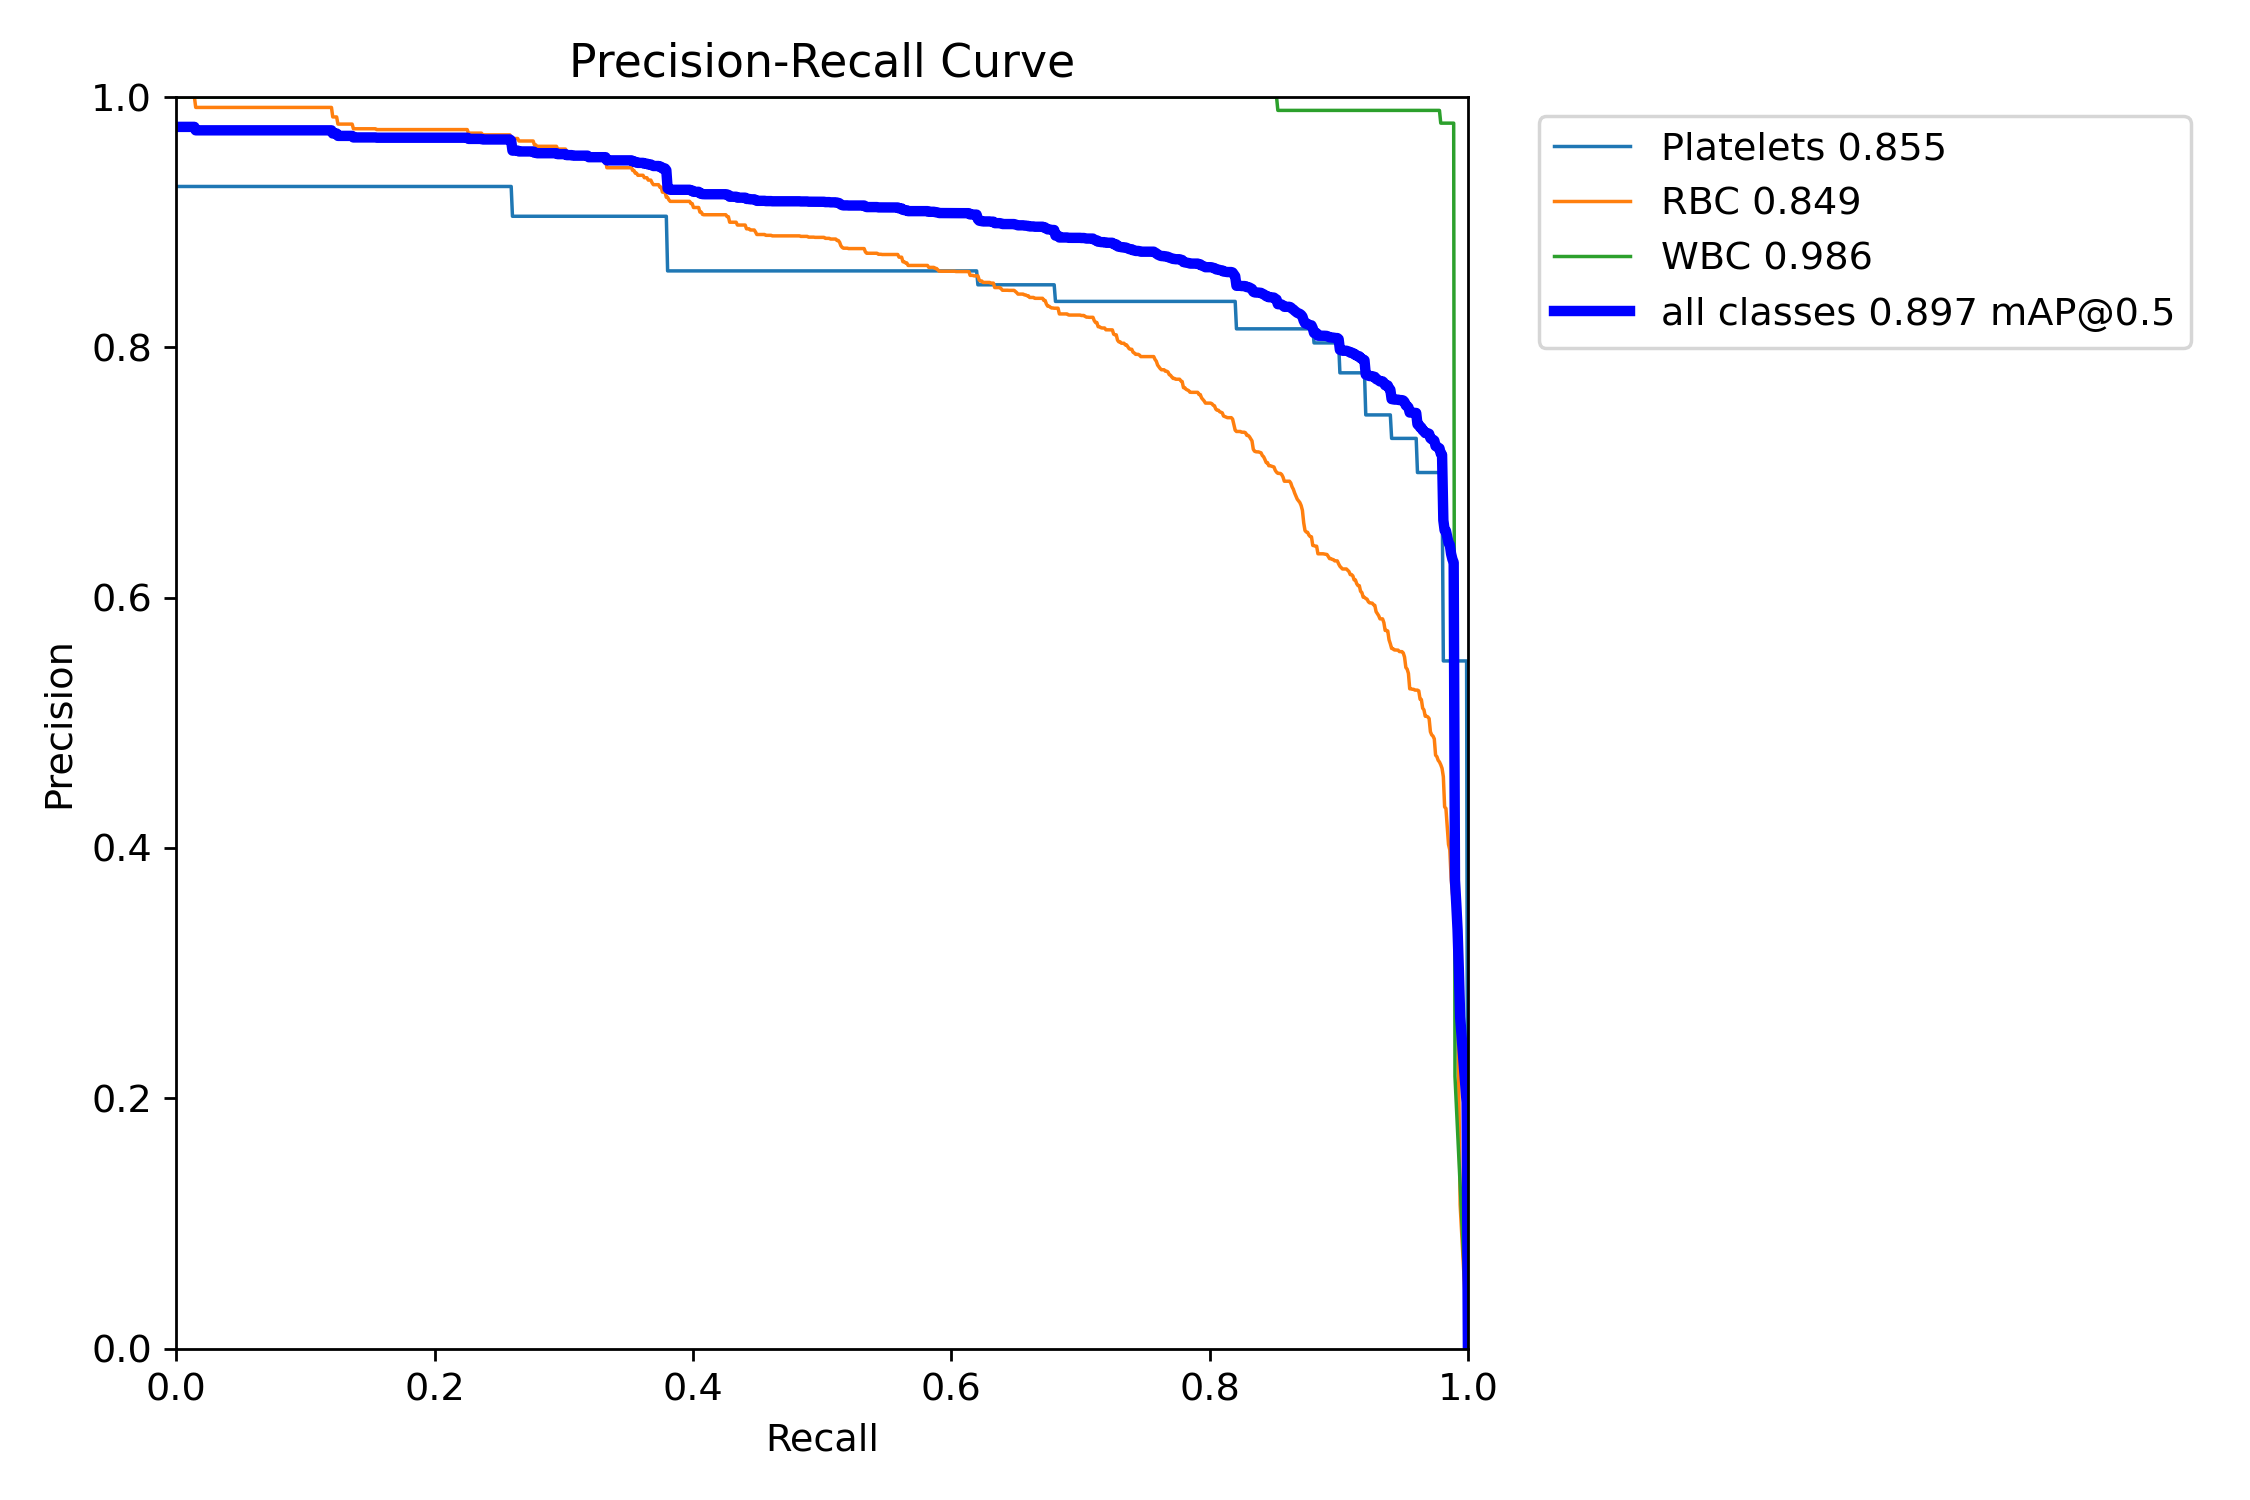 Precision-Recall Curve
1.0
0.8
0.6
0.4
0.2
0.0
Precision
0.0 0.2 0.4 0.6 0.8 1.0
Recall
Platelets 0.855
RBC 0.849
WBC 0.986
all classes 0.897 mAP@0.5